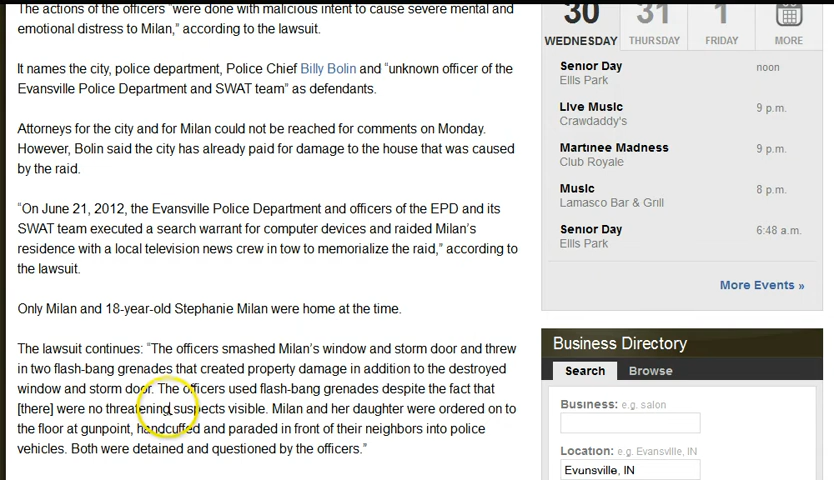 The actions of the officers “were done with malicious intent to cause severe mental and
emotional distress to Milan,” according to the lawsuit.
It names the city, police department, Police Chief Billy Bolin and “unknown officer of the
Evansville Police Department and SWAT team” as defendants.
Attorneys for the city and for Milan could not be reached for comments on Monday.
However, Bolin said the city has already paid for damage to the house that was caused
by the raid.
“On June 21, 2012, the Evansville Police Department and officers of the EPD and its
SWAT team executed a search warrant for computer devices and raided Milan’s
residence with a local television news crew in tow to memorialize the raid,” according to
the lawsuit.
Only Milan and 18-year-old Stephanie Milan were home at the time.
The lawsuit continues: “The officers smashed Milan’s window and storm door and threw
in two flash-bang grenades that created property damage in addition to the destroyed
window and storm door. The officers used flash-bang grenades despite the fact that
[there] were no threatening suspects visible. Milan and her daughter were ordered on to
the floor at gunpoint, handcuffed and paraded in front of their neighbors into police
vehicles. Both were detained and questioned by the officers.”
30 31 1
WEDNESDAY THURSDAY FRIDAY MORE
Senior Day noon
Ells Park
Live Music 9 p.m.
Crawdaddy's
Martinee Madness 9 p.m.
Club Royale
Music 8 p.m.
Lamasco Bar & Grill
Senior Day 6:48 a.m.
Ells Park
More Events »
Business Directory
Search Browse
Business: e.g. salon
Location: e.g. Evansville, IN
Evunsville, IN